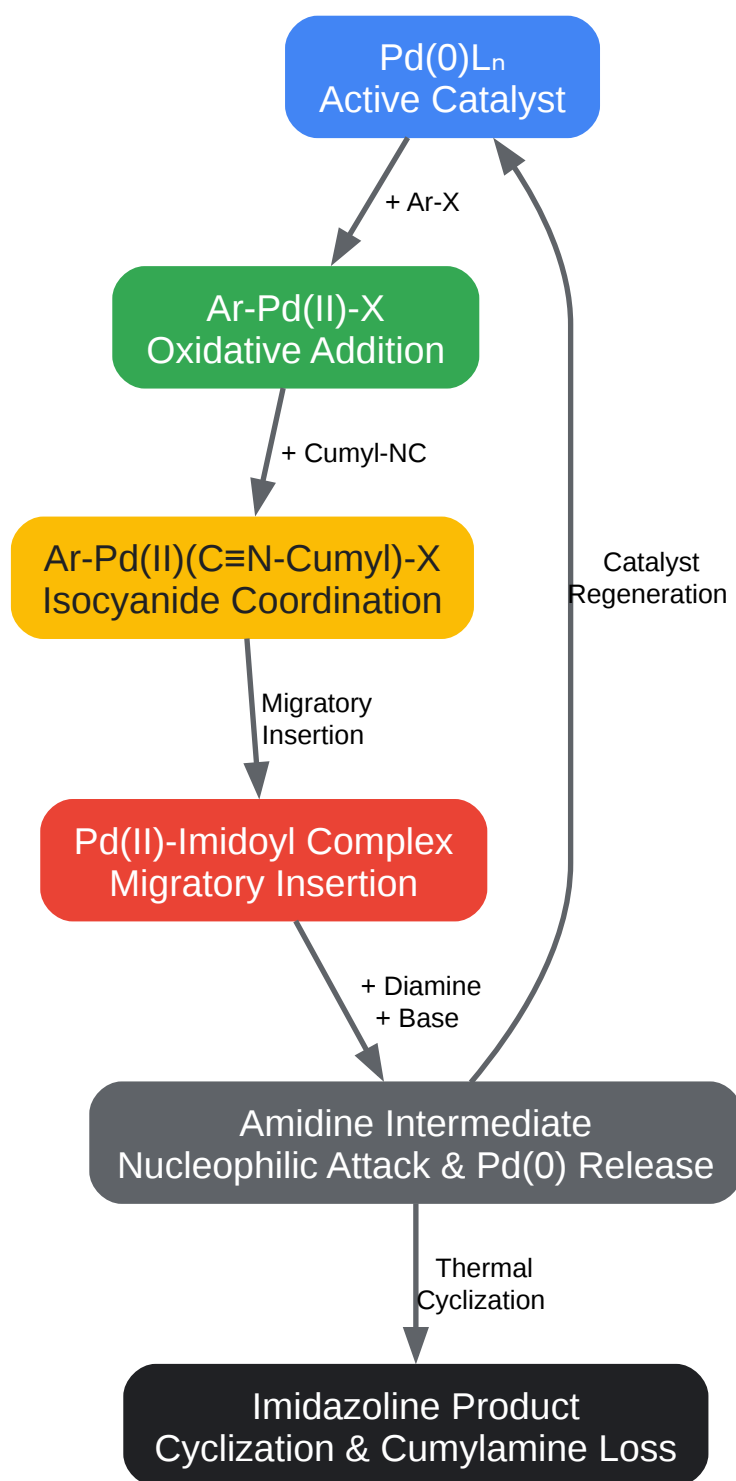 Pd(0)Lₙ
Active Catalyst
+ Ar-X
Ar-Pd(II)-X
Oxidative Addition
+ Cumyl-NC
Ar-Pd(II)(C≡N-Cumyl)-X
Isocyanide Coordination
Catalyst
Regeneration
Migratory
Insertion
Pd(II)-Imidoyl Complex
Migratory Insertion
+ Diamine
+ Base
Amidine Intermediate
Nucleophilic Attack & Pd(0) Release
Thermal
Cyclization
Imidazoline Product
Cyclization & Cumylamine Loss